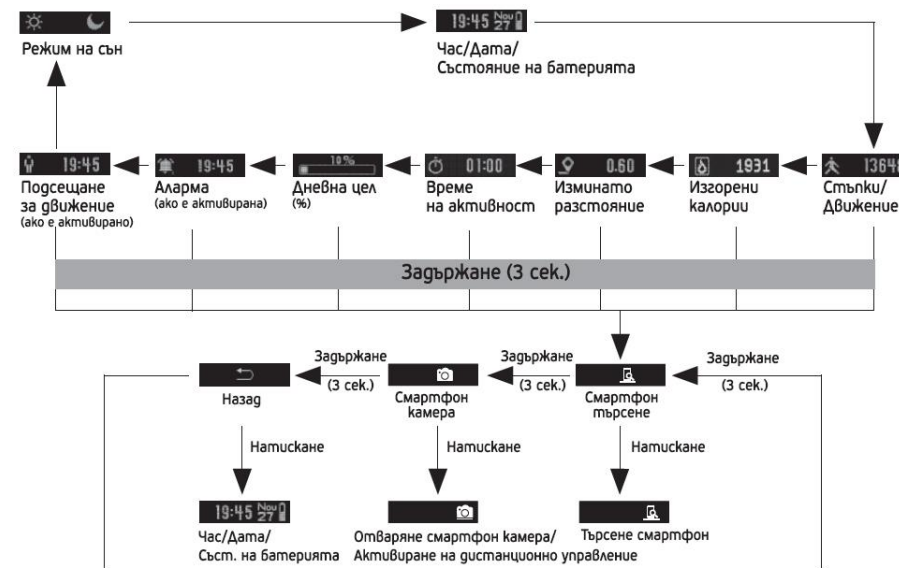 19:45 Nov 27
Режим на сън
Час/Дата/
Състояние на батерията
19:45
19:45
10%
01:00
0.60
1931
13648
Подсещане
за движение
(ако е активирано)
Аларма
(ако е активирана)
Дневна цел
(%)
Време
на активност
Изминато
разстояние
Изгорени
калории
Стъпки/
Движение
Задържане (3 сек.)
Задържане
(3 сек.)
Задържане
(3 сек.)
Задържане
(3 сек.)
Назад
Смартфон
камера
Смартфон
търсене
Натискане
Натискане
Натискане
19:45 Nov 27
Час/Дата/
Съст. на батерията
Отваряне смартфон камера/
Активиране на дистанционно управление
Търсене смартфон